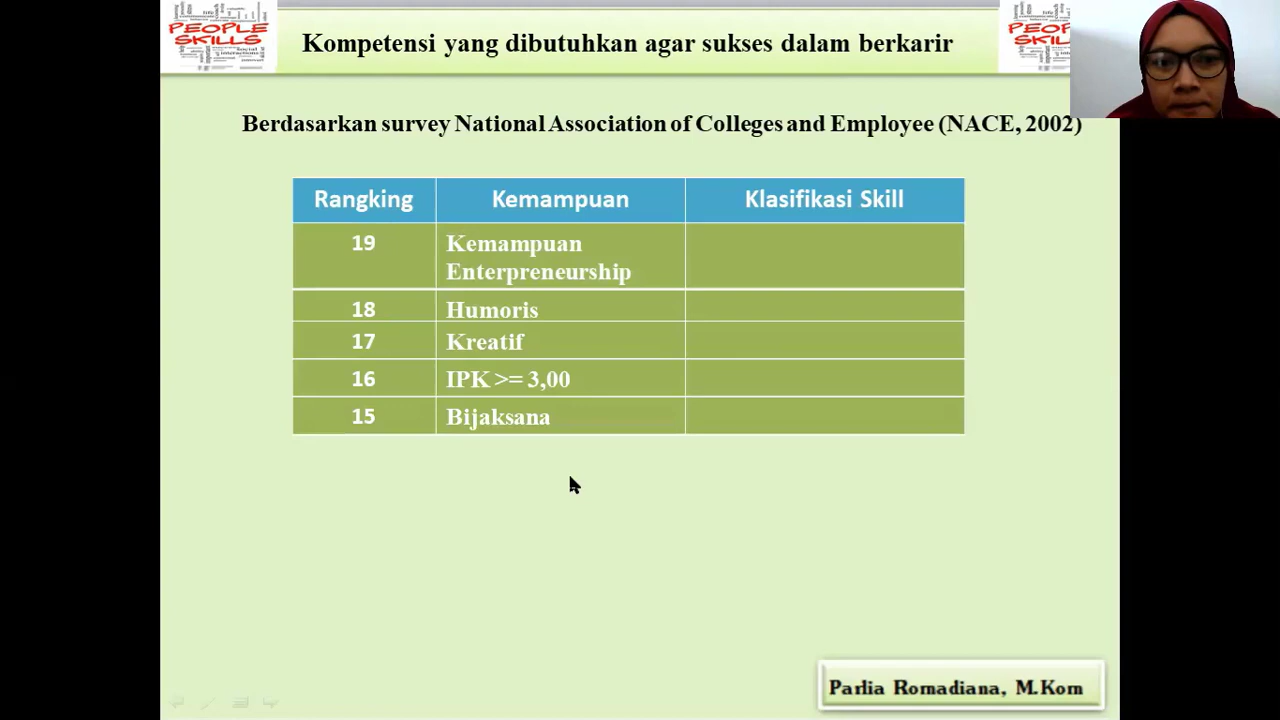 PEOPLE
SKILLS
Kompetensi yang dibutuhkan agar sukses dalam berkarir
Berdasarkan survey National Association of Colleges and Employee (NACE, 2002)
Rangking Kemampuan Klasifikasi Skill
19 Kemampuan
Enterpreneurship
18 Humoris
17 Kreatif
16 IPK >= 3,00
15 Bijaksana
Parlia Romadiana, M.Kom